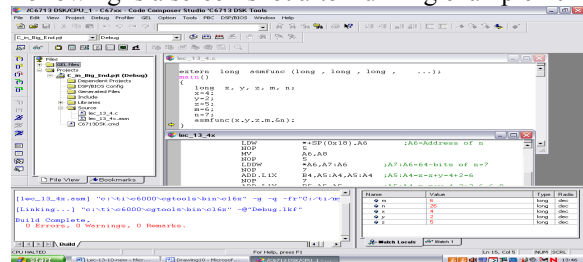 /C6713 DSK/CPU_1 - C67xx - Code Composer Studio 'C6713 DSK Tools
File Edit View Project Debug Profiler GEL Option Tools PBC DSP/BIOS Window Help
C_in_Big_End.pjt Debug
Files
GEL files
Projects
C_in_Big_End.pjt (Debug)
Dependent Projects
DSP/BIOS Config
Generated Files
Include
Libraries
Source
lec_13_4.c
lec_13_4x.asm
C6713DSK.cmd
File View Bookmarks
lec_13_4.c
extern long asmfunc (long , long , long , ...);
main()
{
long x, y, z, m, n;
x=4;
y=2;
z=5;
m=6;
n=7;
asmfunc(x,y,z,m,&n);
}
lec_13_4x
LDW *+SP(0x18),A6 ;A6=Address of n
NOP 5
MV A6,A8
NOP 5
LDDW *A6,A7:A6 ;A7:A6=64-bits of n=7
NOP 7
ADD.L1X B4,A5:A4,A5:A4 ;A5:A4=z=x+y=4+2=6
NOP 7
[lec_13_4x.asm] "c:\ti\c6000\cgtools\bin\cl6x" -g -q -fr"C:/ti/
[Linking...] "c:\ti\c6000\cgtools\bin\cl6x" -@"Debug.lkf"
Build Complete,
0 Errors, 0 Warnings, 0 Remarks.
Build
Name Value Type Radix
m 6 long dec
n 26 long dec
x 4 long dec
y 2 long dec
z 5 long dec
Watch Locals Watch 1
CPU HALTED For Help, press F1 Ln 15, Col 5 NUM SCRL
Lec-13-10-new - Micr... Drawing10 - Microsof... /C6713 DSK/CPU_1 - ... 13:46